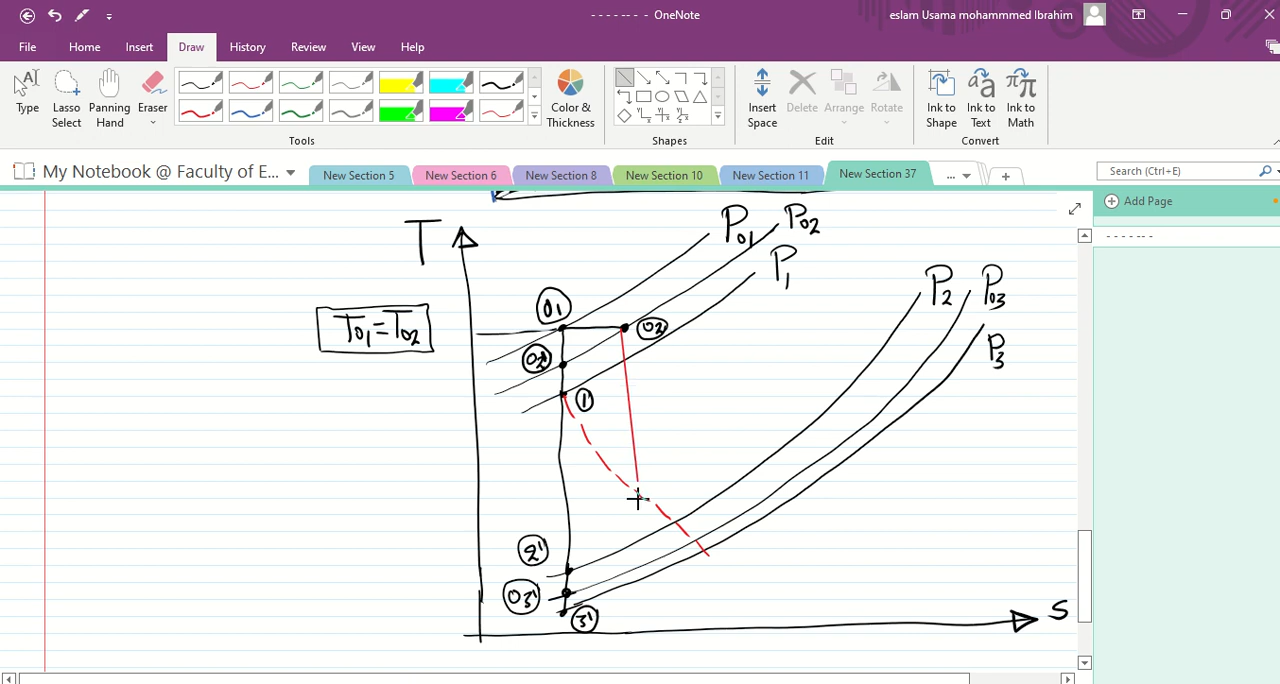 - - - - - - -  - OneNote
eslam Usama mohammmed Ibrahim
File Home Insert Draw History Review View Help
Type
Lasso Select
Panning Hand
Eraser
Color & Thickness
Insert Space
Delete
Arrange
Rotate
Ink to Shape
Ink to Text
Ink to Math
Tools
Shapes
Edit
Convert
My Notebook @ Faculty of E...
New Section 5
New Section 6
New Section 8
New Section 10
New Section 11
New Section 37
...
Search (Ctrl+E)
Add Page
- - - - - - -
T
P01
P02
P1
P2
P03
P3
T01=T02
01
02
02'
1'
2'
03'
3'
S